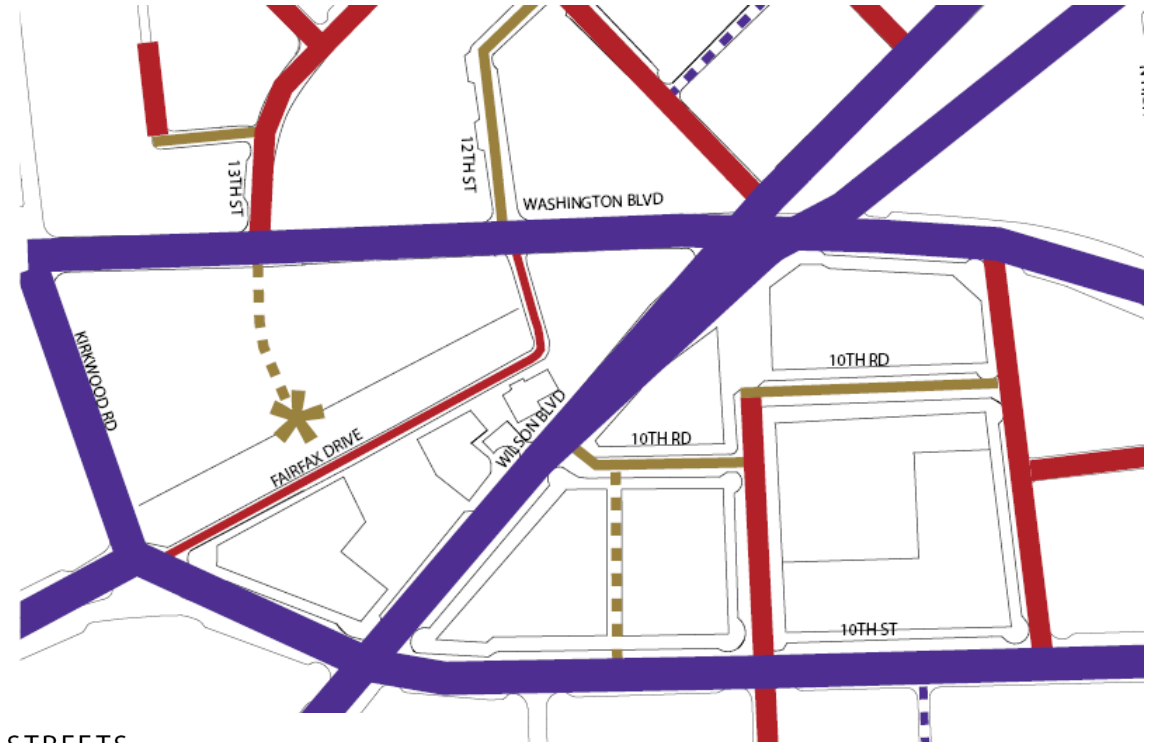 12TH ST
13TH ST
WASHINGTON BLVD
KIRKWOOD RD
10TH RD
WILSON BLVD
10TH RD
FAIRFAX DRIVE
10TH ST
STREETS